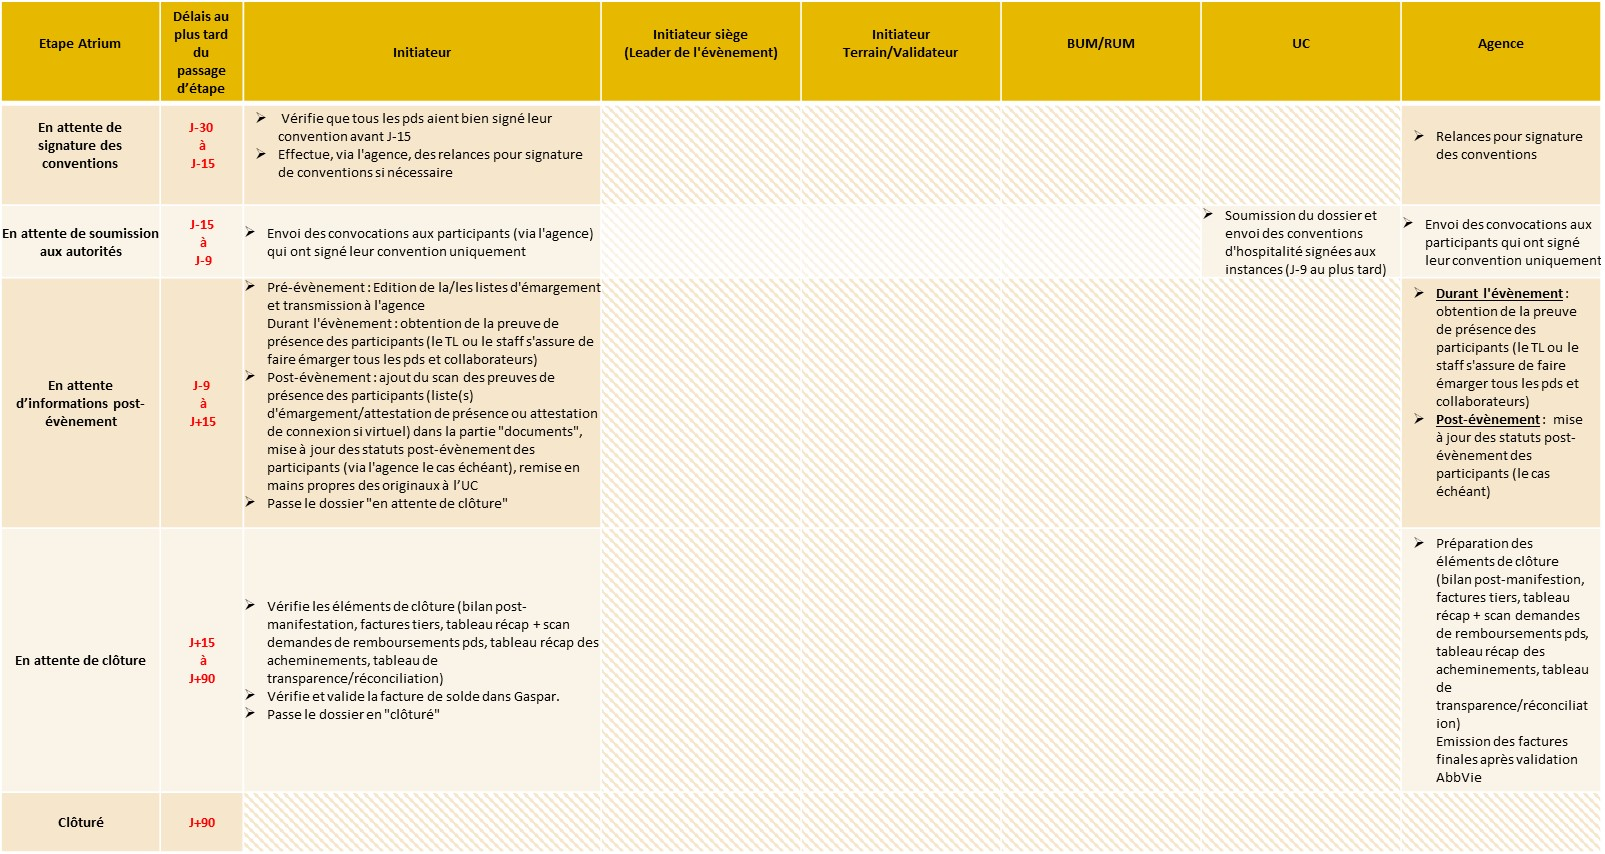 Etape Atrium
Délais au
plus tard
du
passage
d’étape
Initiateur
Initiateur siège
(Leader de l'évènement)
Initiateur
Terrain/Validateur
BUM/RUM
UC
Agence
En attente de
signature des
conventions
J-30
à
J-15
➢ Vérifie que tous les pds aient bien signé leur
convention avant J-15
➢ Effectue, via l'agence, des relances pour signature
de conventions si nécessaire
➢ Relances pour signature
des conventions
En attente de soumission
aux autorités
J-15
à
J-9
➢ Envoi des convocations aux participants (via l'agence)
qui ont signé leur convention uniquement
➢ Soumission du dossier et
envoi des conventions
d'hospitalité signées aux
instances (J-9 au plus tard)
➢ Envoi des convocations aux
participants qui ont signé
leur convention uniquement
En attente
d’informations post-
évènement
J-9
à
J+15
➢ Pré-évènement : Edition de la/les listes d'émargement
et transmission à l'agence
Durant l'évènement : obtention de la preuve de
présence des participants (le TL ou le staff s'assure de
faire émarger tous les pds et collaborateurs)
➢ Post-évènement : ajout du scan des preuves de
présence des participants (liste(s)
d'émargement/attestation de présence ou attestation
de connexion si virtuel) dans la partie "documents",
mise à jour des statuts post-évènement des
participants (via l'agence le cas échéant), remise en
mains propres des originaux à l’UC
➢ Passe le dossier "en attente de clôture"
➢ Durant l'évènement :
obtention de la preuve
de présence des
participants (le TL ou le
staff s'assure de faire
émarger tous les pds et
collaborateurs)
➢ Post-évènement : mise
à jour des statuts post-
évènement des
participants (le cas
échéant)
En attente de clôture
J+15
à
J+90
➢ Vérifie les éléments de clôture (bilan post-
manifestation, factures tiers, tableau récap + scan
demandes de remboursements pds, tableau récap des
acheminements, tableau de
transparence/réconciliation)
➢ Vérifie et valide la facture de solde dans Gaspar.
➢ Passe le dossier en "clôturé"
➢ Préparation des
éléments de clôture
(bilan post-manifestion,
factures tiers, tableau
récap + scan demandes
de remboursements pds,
tableau récap des
acheminements, tableau
de
transparence/réconciliat
ion)
Emission des factures
finales après validation
AbbVie
Clôturé
J+90